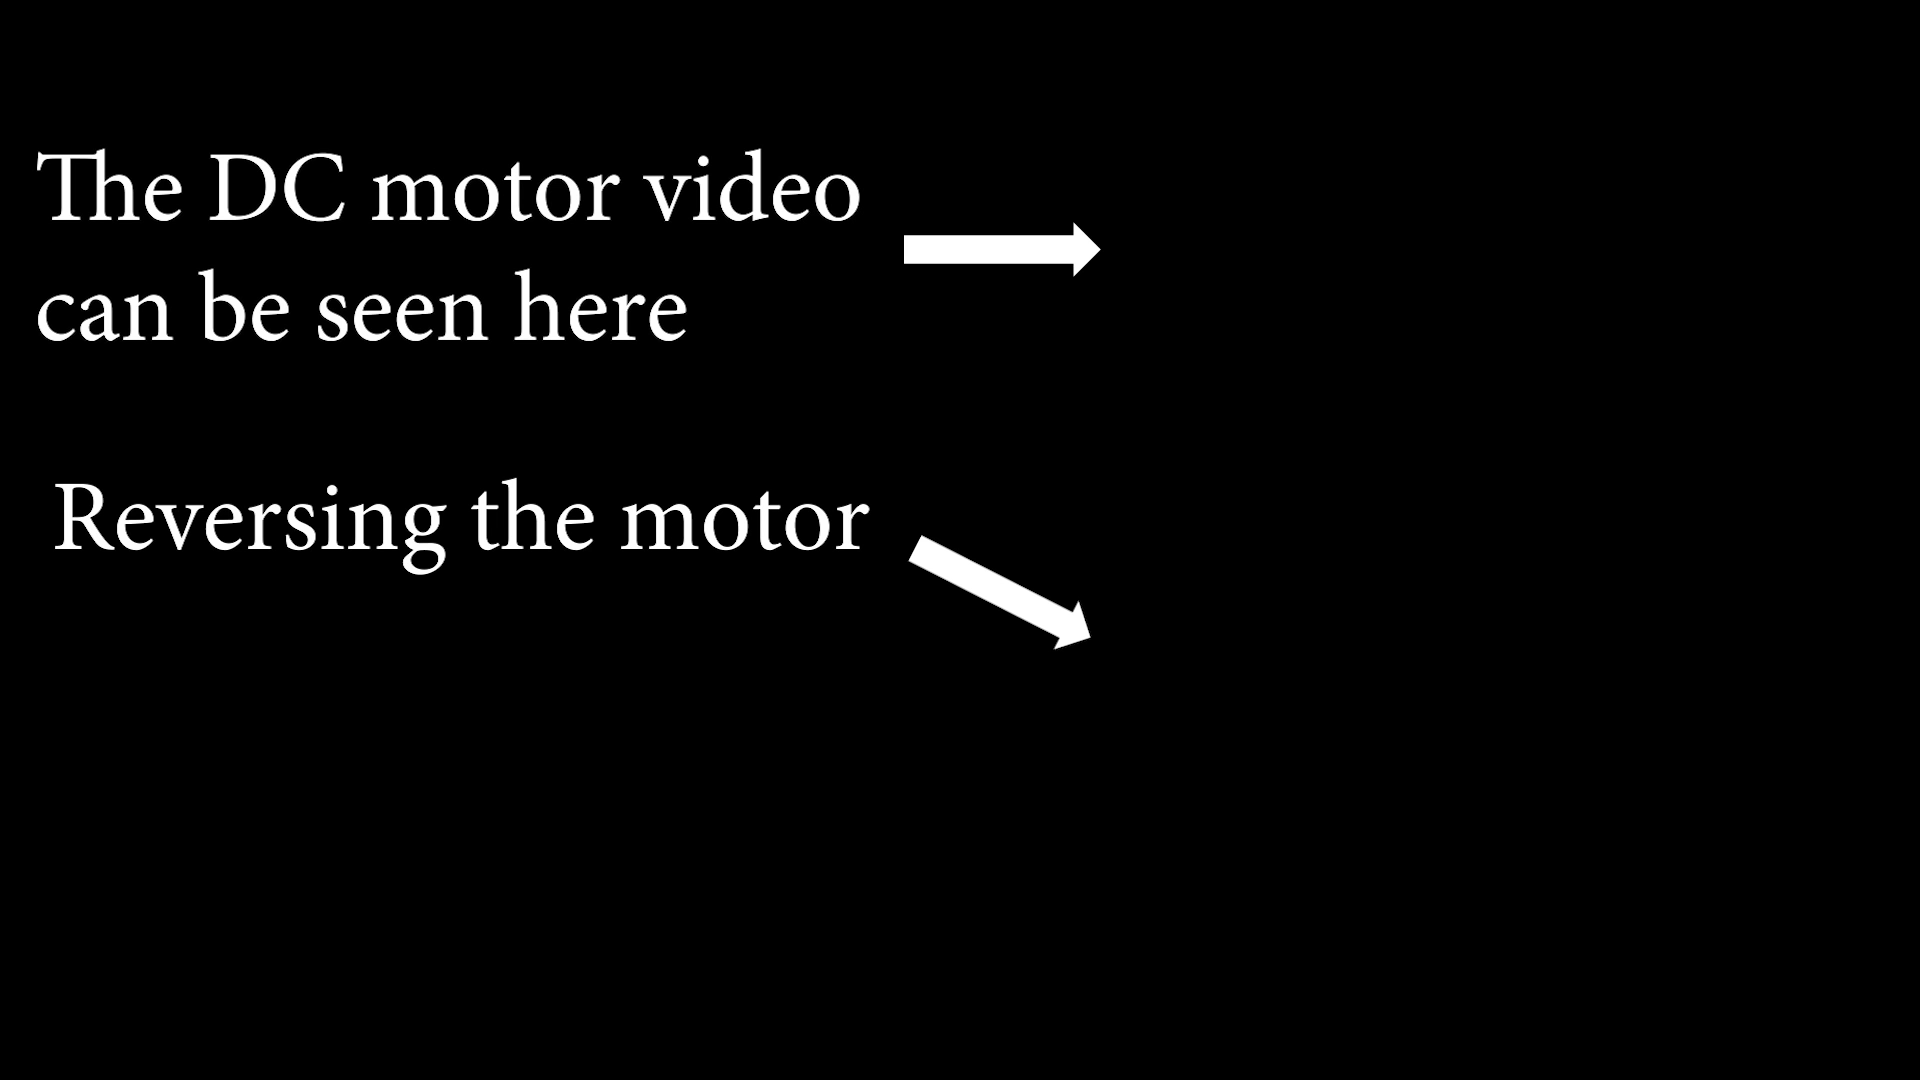 The DC motor video
can be seen here
Reversing the motor